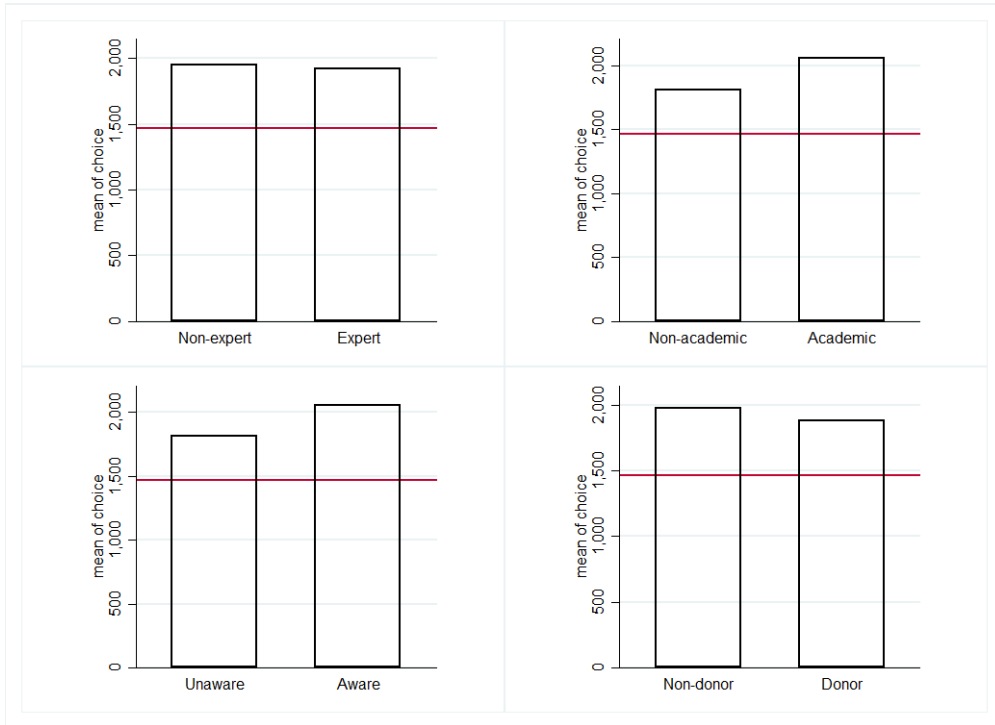 mean of choice
0
500
1,000
1,500
2,000
Non-expert
Expert
mean of choice
0
500
1,000
1,500
2,000
Non-academic
Academic
mean of choice
0
500
1,000
1,500
2,000
Unaware
Aware
mean of choice
0
500
1,000
1,500
2,000
Non-donor
Donor